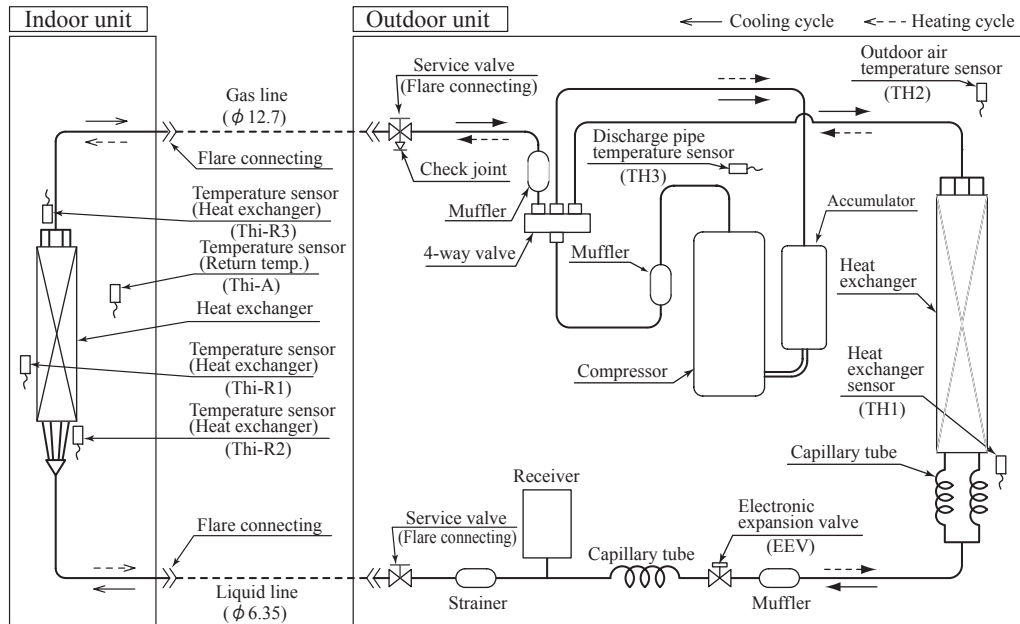 Indoor unit
Outdoor unit
Cooling cycle
Heating cycle
Service valve
(Flare connecting)
Outdoor air
temperature sensor
(TH2)
Gas line
(ϕ 12.7)
Discharge pipe
temperature sensor
(TH3)
Flare connecting
Check joint
Temperature sensor
(Heat exchanger)
(Thi-R3)
Muffler
Accumulator
4-way valve
Muffler
Temperature sensor
(Return temp.)
(Thi-A)
Heat
exchanger
Heat exchanger
Temperature sensor
(Heat exchanger)
(Thi-R1)
Compressor
Heat
exchanger
sensor
(TH1)
Temperature sensor
(Heat exchanger)
(Thi-R2)
Capillary tube
Receiver
Flare connecting
Service valve
(Flare connecting)
Electronic
expansion valve
(EEV)
Capillary tube
Liquid line
(ϕ 6.35)
Strainer
Muffler